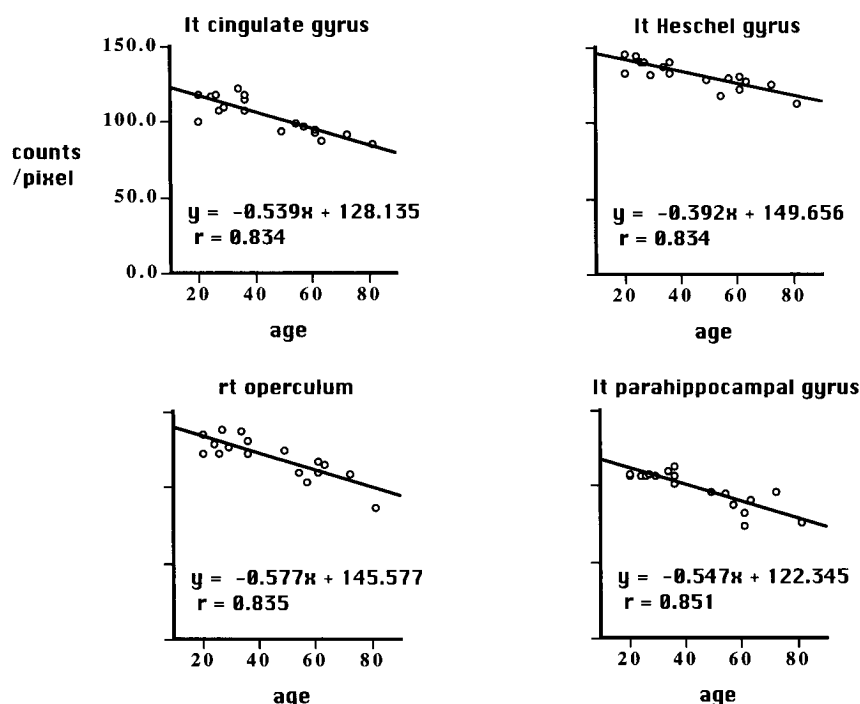 lt cingulate gyrus
150.0
100.0
50.0
0.0
counts
/pixel
y = -0.539x + 128.135
r = 0.834
20 40 60 80
age
lt Heschel gyrus
y = -0.392x + 149.656
r = 0.834
20 40 60 80
age
rt operculum
y = -0.577x + 145.577
r = 0.835
20 40 60 80
age
lt parahippocampal gyrus
y = -0.547x + 122.345
r = 0.851
20 40 60 80
age